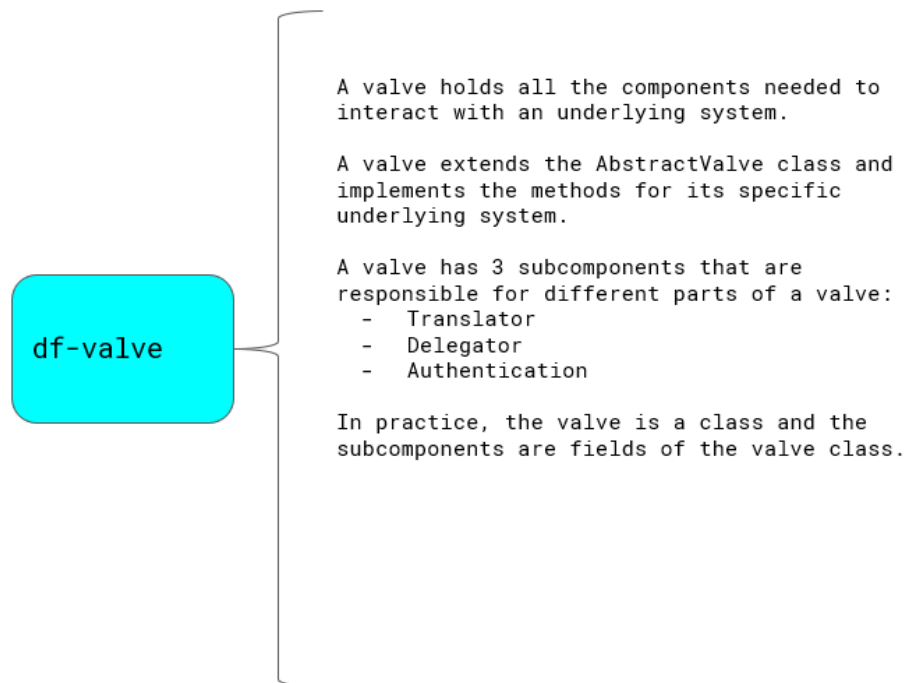 df-valve
A valve holds all the components needed to
interact with an underlying system.
A valve extends the AbstractValve class and
implements the methods for its specific
underlying system.
A valve has 3 subcomponents that are
responsible for different parts of a valve:
- Translator
- Delegator
- Authentication
In practice, the valve is a class and the
subcomponents are fields of the valve class.